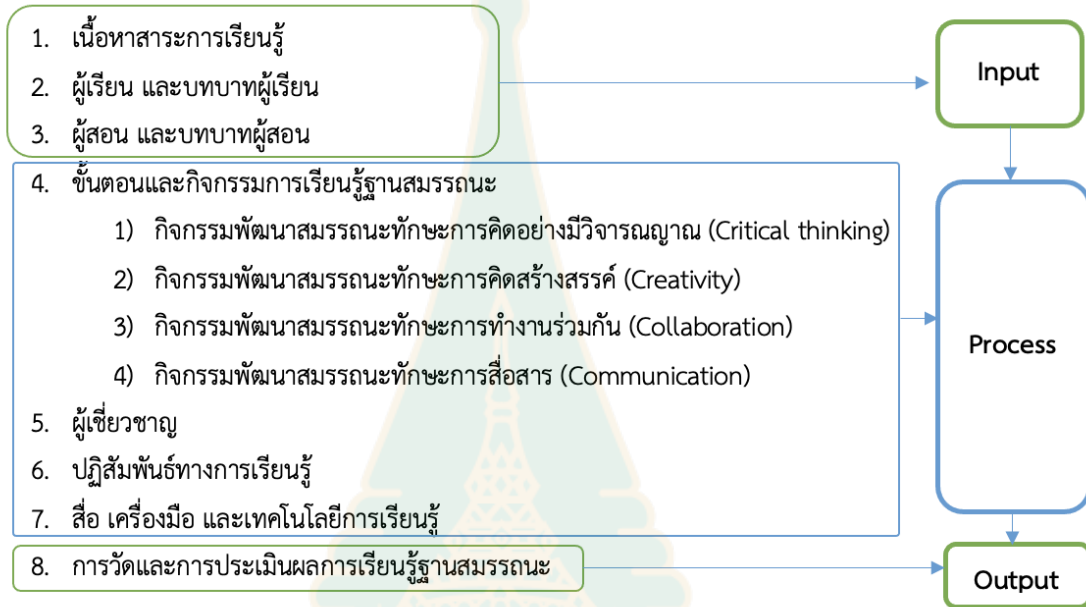 1. เนื้อหาสาระการเรียนรู้
2. ผู้เรียน และบทบาทผู้เรียน
3. ผู้สอน และบทบาทผู้สอน
Input
4. ขั้นตอนและกิจกรรมการเรียนรู้ฐานสมรรถนะ
1) กิจกรรมพัฒนาสมรรถนะทักษะการคิดอย่างมีวิจารณญาณ (Critical thinking)
2) กิจกรรมพัฒนาสมรรถนะทักษะการคิดสร้างสรรค์ (Creativity)
3) กิจกรรมพัฒนาสมรรถนะทักษะการทำงานร่วมกัน (Collaboration)
4) กิจกรรมพัฒนาสมรรถนะทักษะการสื่อสาร (Communication)
5. ผู้เชี่ยวชาญ
6. ปฏิสัมพันธ์ทางการเรียนรู้
7. สื่อ เครื่องมือ และเทคโนโลยีการเรียนรู้
Process
8. การวัดและการประเมินผลการเรียนรู้ฐานสมรรถนะ
Output